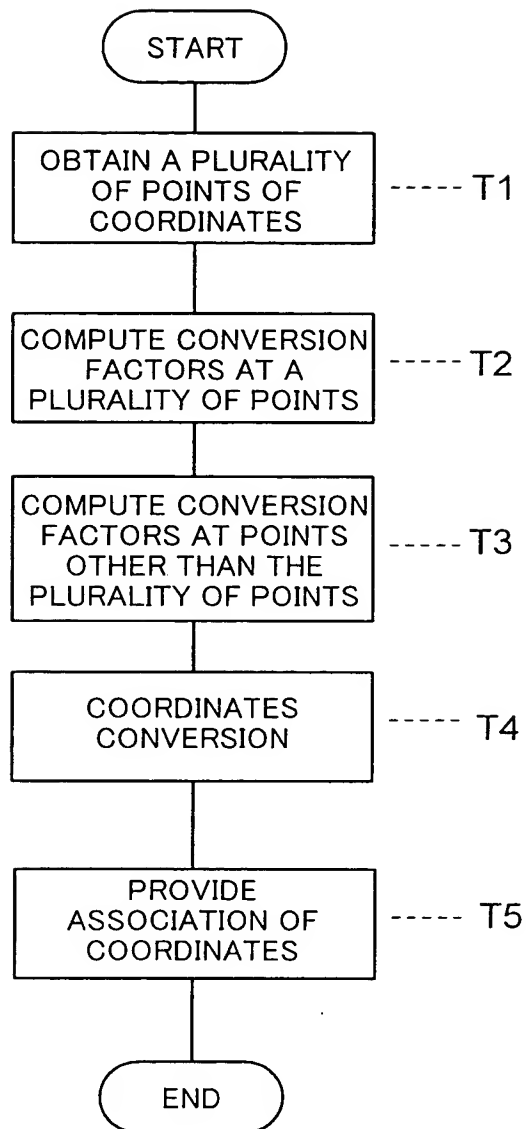 START
OBTAIN A PLURALITY
OF POINTS OF
COORDINATES
T1
COMPUTE CONVERSION
FACTORS AT A
PLURALITY OF POINTS
T2
COMPUTE CONVERSION
FACTORS AT POINTS
OTHER THAN THE
PLURALITY OF POINTS
T3
COORDINATES
CONVERSION
T4
PROVIDE
ASSOCIATION OF
COORDINATES
T5
END